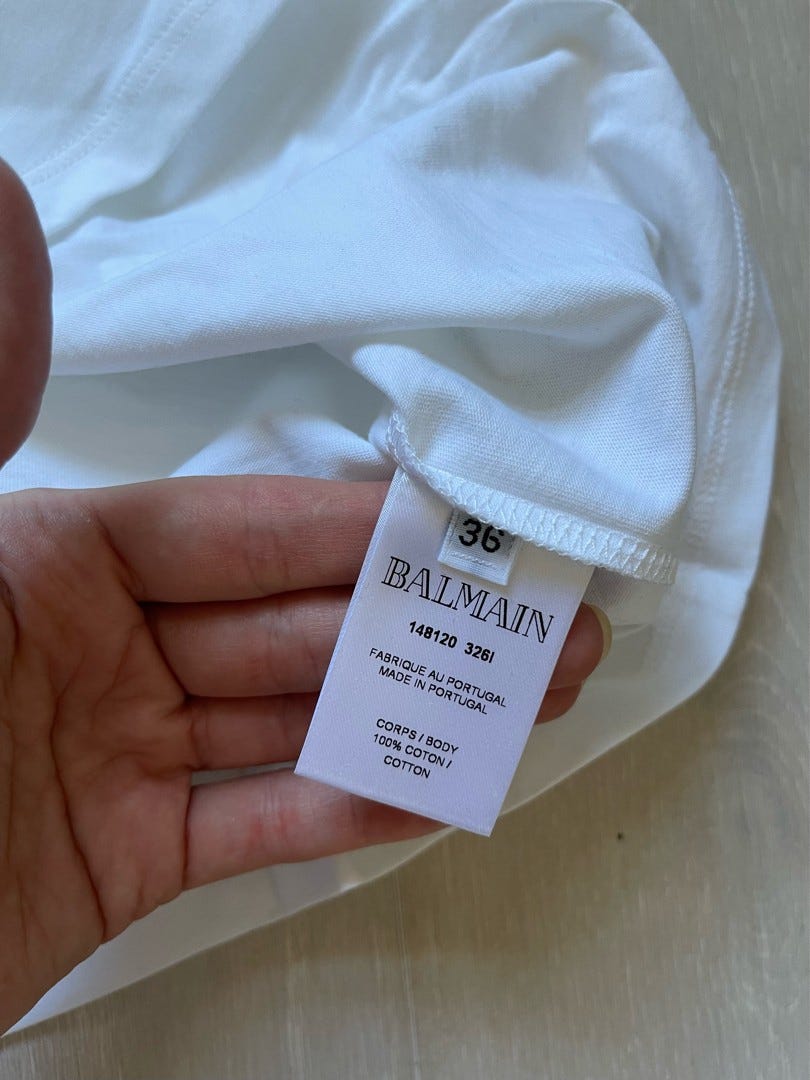 36
BALMAIN
148120 326I
FABRIQUE AU PORTUGAL
MADE IN PORTUGAL
CORPS / BODY
100% COTON /
COTTON